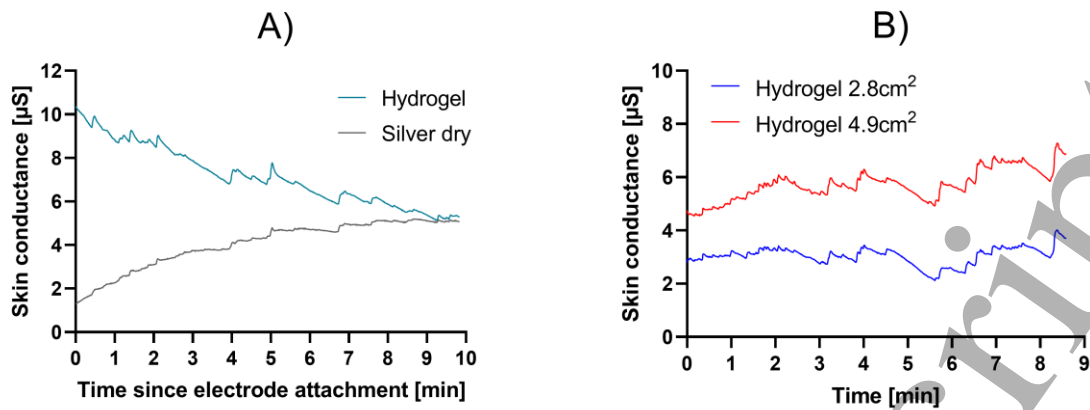 A)
Skin conductance [µS]
12
10
8
6
4
2
0
Hydrogel
Silver dry
0 1 2 3 4 5 6 7 8 9 10
Time since electrode attachment [min]
B)
Skin conductance [µS]
10
8
6
4
2
0
Hydrogel 2.8cm²
Hydrogel 4.9cm²
0 1 2 3 4 5 6 7 8 9
Time [min]